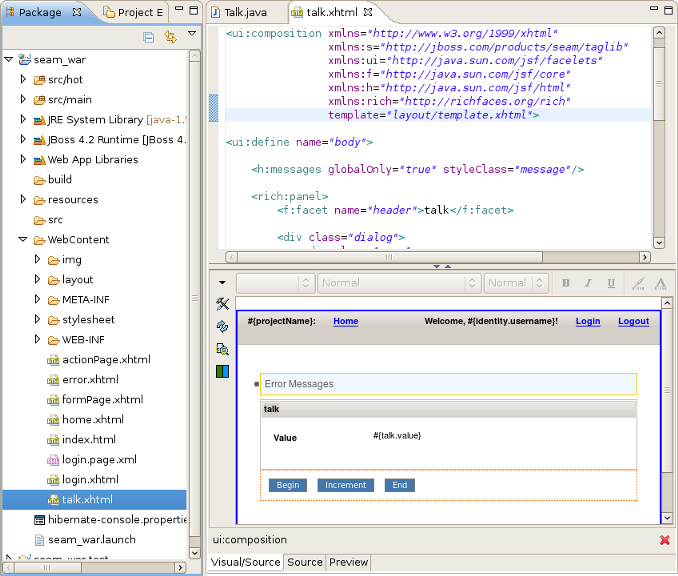 Package
Project E
seam_war
src/hot
src/main
JRE System Library [java-1.
JBoss 4.2 Runtime [JBoss 4.
Web App Libraries
build
resources
src
WebContent
img
layout
META-INF
stylesheet
WEB-INF
actionPage.xhtml
error.xhtml
formPage.xhtml
home.xhtml
index.html
login.page.xml
login.xhtml
talk.xhtml
hibernate-console.propertie
seam_war.launch
Talk.java
talk.xhtml
<ui:composition xmlns="http://www.w3.org/1999/xhtml"
xmlns:s="http://jboss.com/products/seam/taglib"
xmlns:ui="http://java.sun.com/jsf/facelets"
xmlns:f="http://java.sun.com/jsf/core"
xmlns:h="http://java.sun.com/jsf/html"
xmlns:rich="http://richfaces.org/rich"
template="layout/template.xhtml">
<ui:define name="body">
<h:messages globalOnly="true" styleClass="message"/>
<rich:panel>
<f:facet name="header">talk</f:facet>
<div class="dialog">
Normal
Normal
B I U
A
#{projectName}: Home Welcome, #{identity.username}! Login Logout
Error Messages
talk
Value #{talk.value}
Begin Increment End
ui:composition
Visual/Source Source Preview